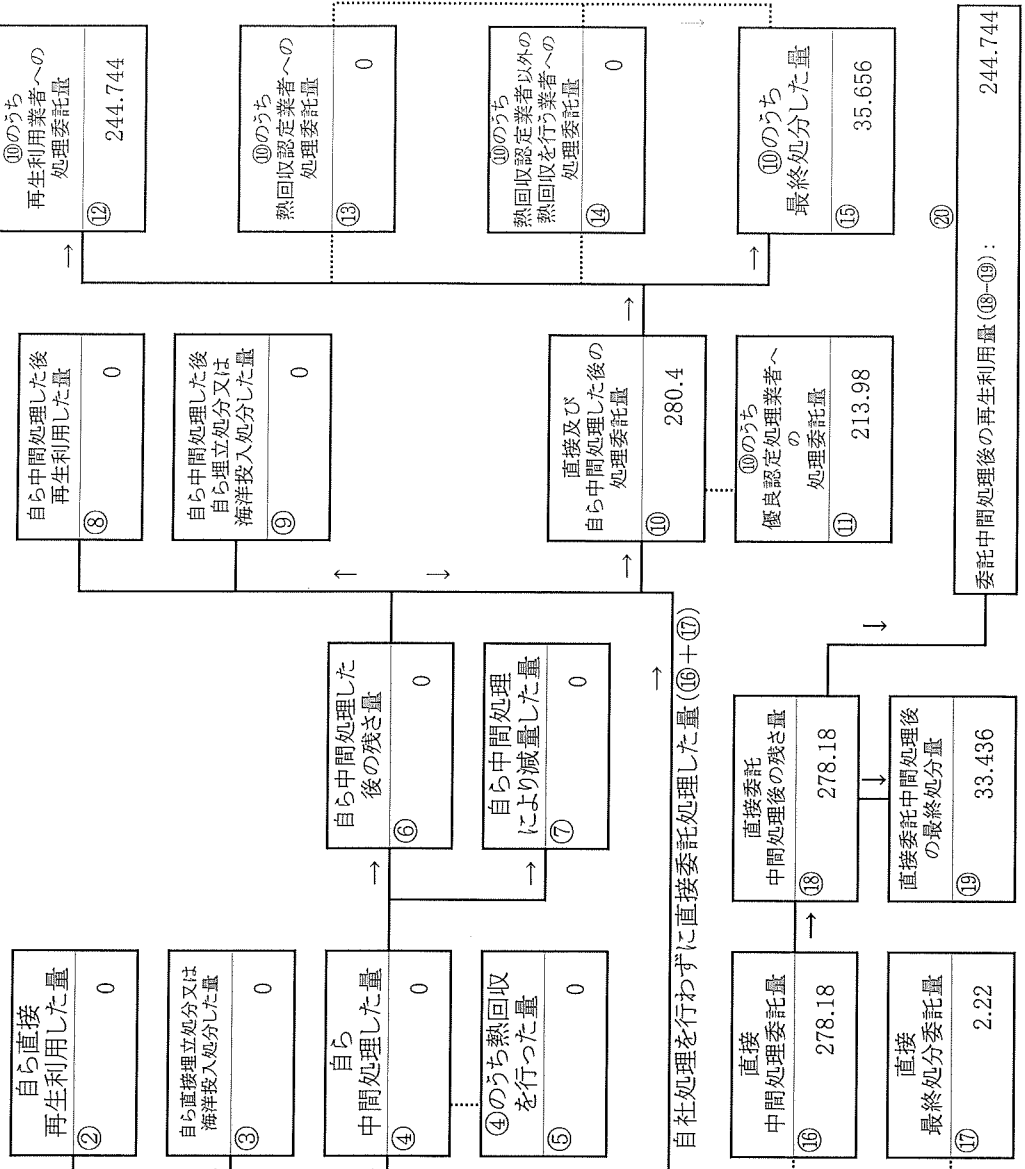 自ら直接
再生利用した量
②
0
自ら直接埋立処分又は
海洋投入処分した量
③
0
自ら
中間処理した量
④
0
④のうち熱回収
を行った量
⑤
0
自ら中間処理した
後の残さ量
⑥
0
自ら中間処理
により減量した量
⑦
0
自ら中間処理した後
再生利用した量
⑧
0
自ら中間処理した後
自ら埋立処分又は
海洋投入処分した量
⑨
0
直接及び
自ら中間処理した後の
処理委託量
⑩
280.4
⑩のうち
優良認定処理業者へ
の
処理委託量
⑪
213.98
⑩のうち
再生利用業者への
処理委託量
⑫
244.744
⑩のうち
熱回収認定業者への
処理委託量
⑬
0
⑩のうち
熱回収認定業者以外の
熱回収を行う業者への
処理委託量
⑭
0
⑩のうち
最終処分した量
⑮
35.656
自社処理を行わずに直接委託処理した量(⑯+⑰)
直接
中間処理委託量
⑯
278.18
直接
最終処分委託量
⑰
2.22
直接委託
中間処理後の残さ量
⑱
278.18
直接委託中間処理後
の最終処分量
⑲
33.436
⑳
委託中間処理後の再生利用量(⑱-⑲):
244.744